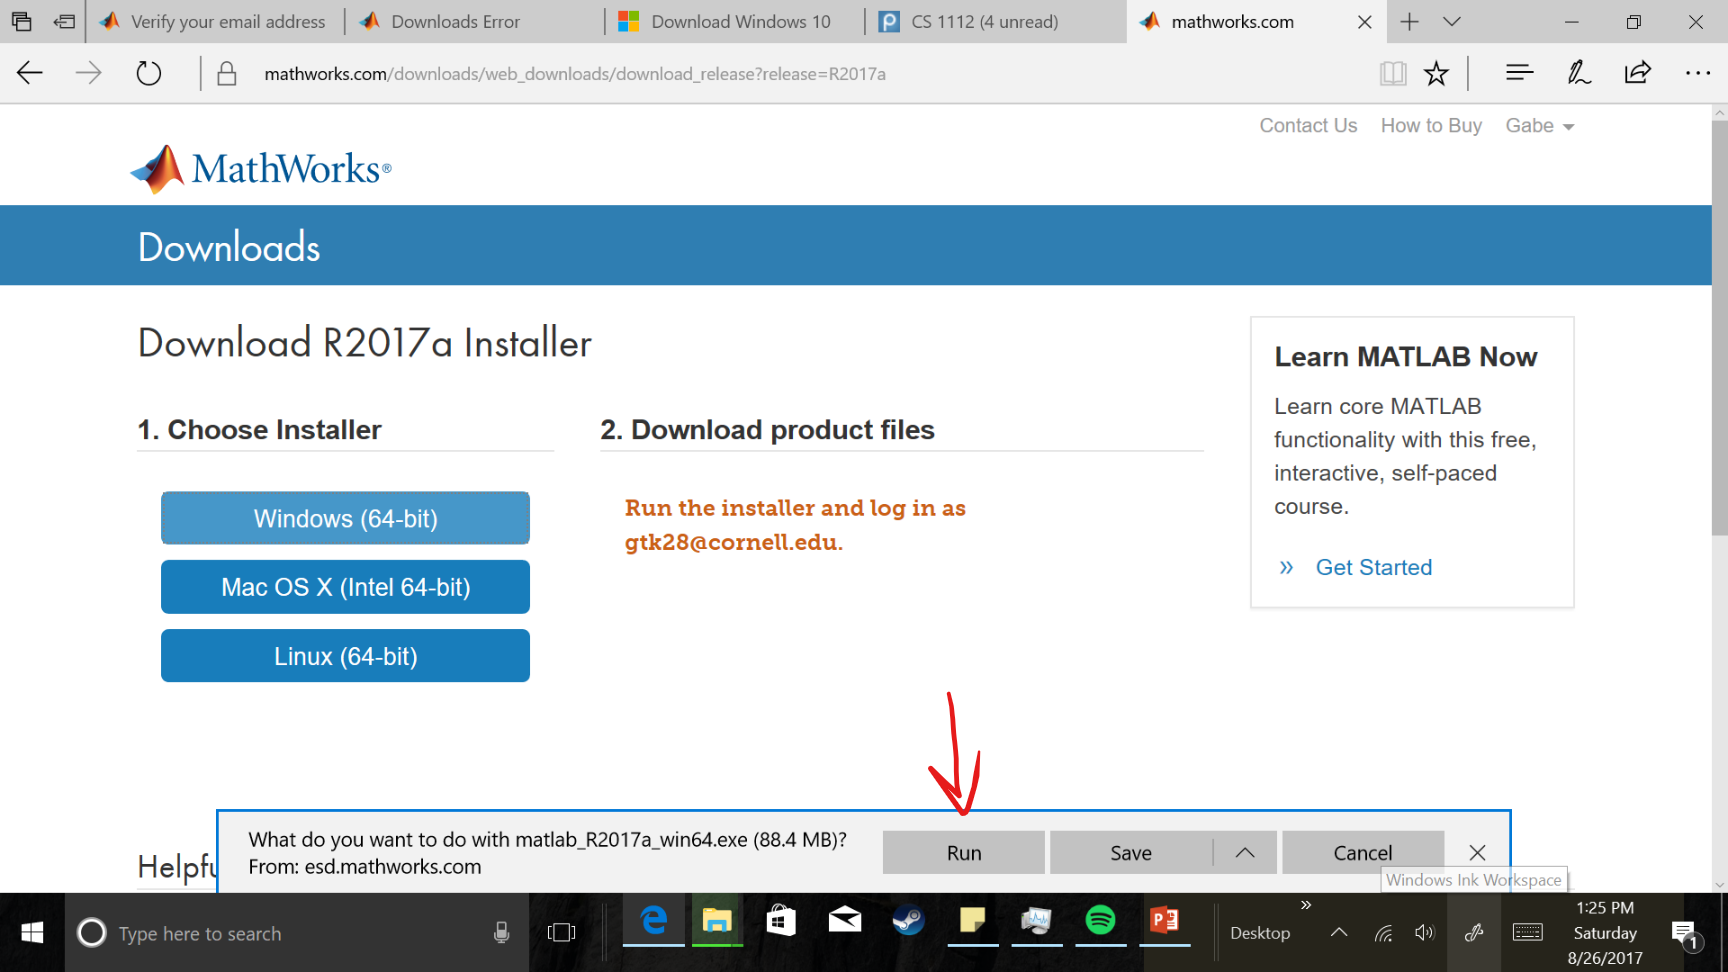 Verify your email address
Downloads Error
Download Windows 10
CS 1112 (4 unread)
mathworks.com
mathworks.com/downloads/web_downloads/download_release?release=R2017a
Contact Us
How to Buy
Gabe
MathWorks®
Downloads
Download R2017a Installer
1. Choose Installer
Windows (64-bit)
Mac OS X (Intel 64-bit)
Linux (64-bit)
2. Download product files
Run the installer and log in as
gtk28@cornell.edu.
Learn MATLAB Now
Learn core MATLAB
functionality with this free,
interactive, self-paced
course.
» Get Started
Helpfu
What do you want to do with matlab_R2017a_win64.exe (88.4 MB)?
From: esd.mathworks.com
Run
Save
Cancel
Windows Ink Workspace
Type here to search
Desktop
1:25 PM
Saturday
8/26/2017
1